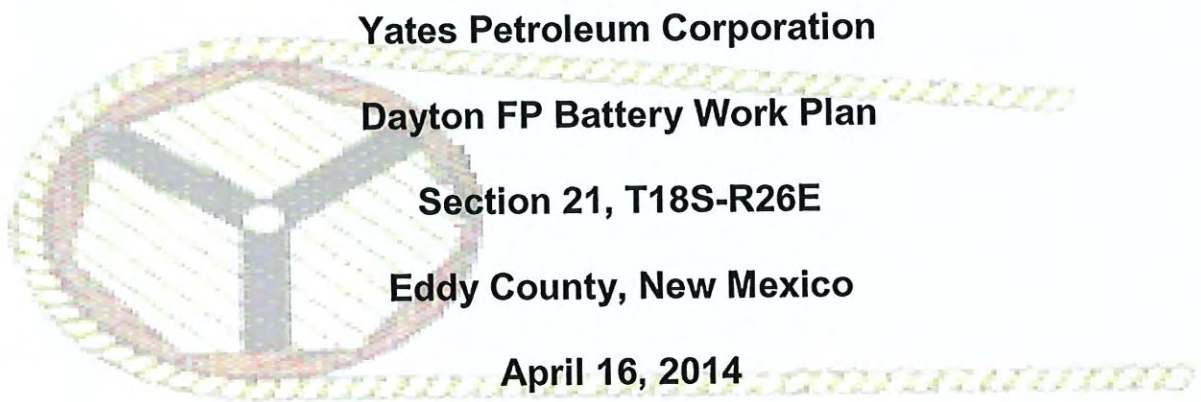 Yates Petroleum Corporation
Dayton FP Battery Work Plan
Section 21, T18S-R26E
Eddy County, New Mexico
April 16, 2014